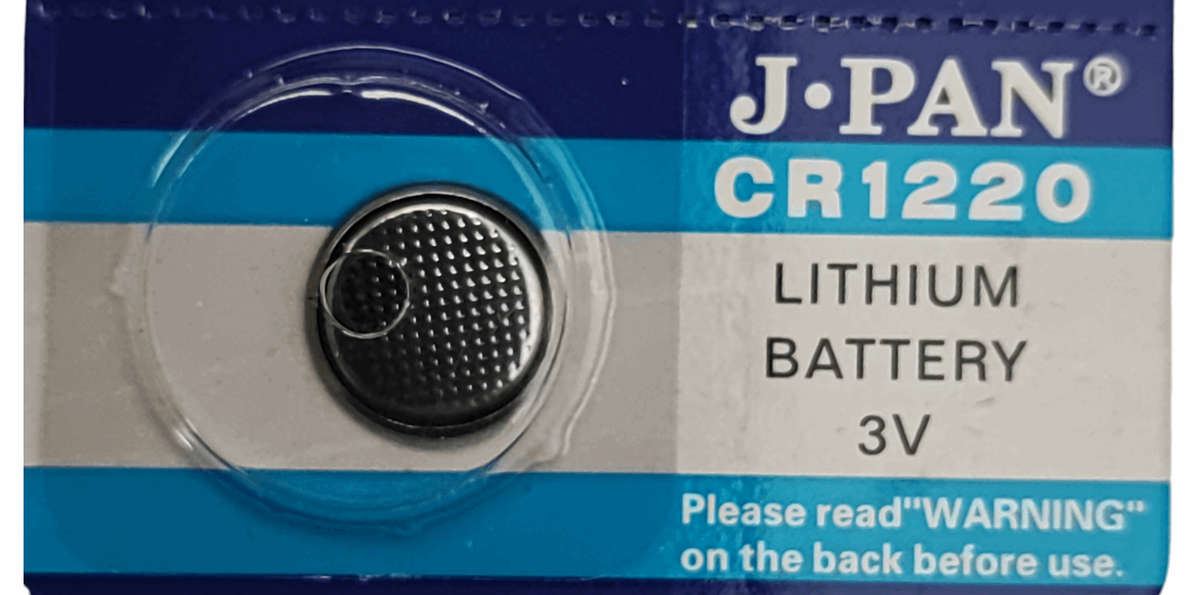 J·PAN®
CR1220
LITHIUM
BATTERY
3V
Please read"WARNING"
on the back before use.